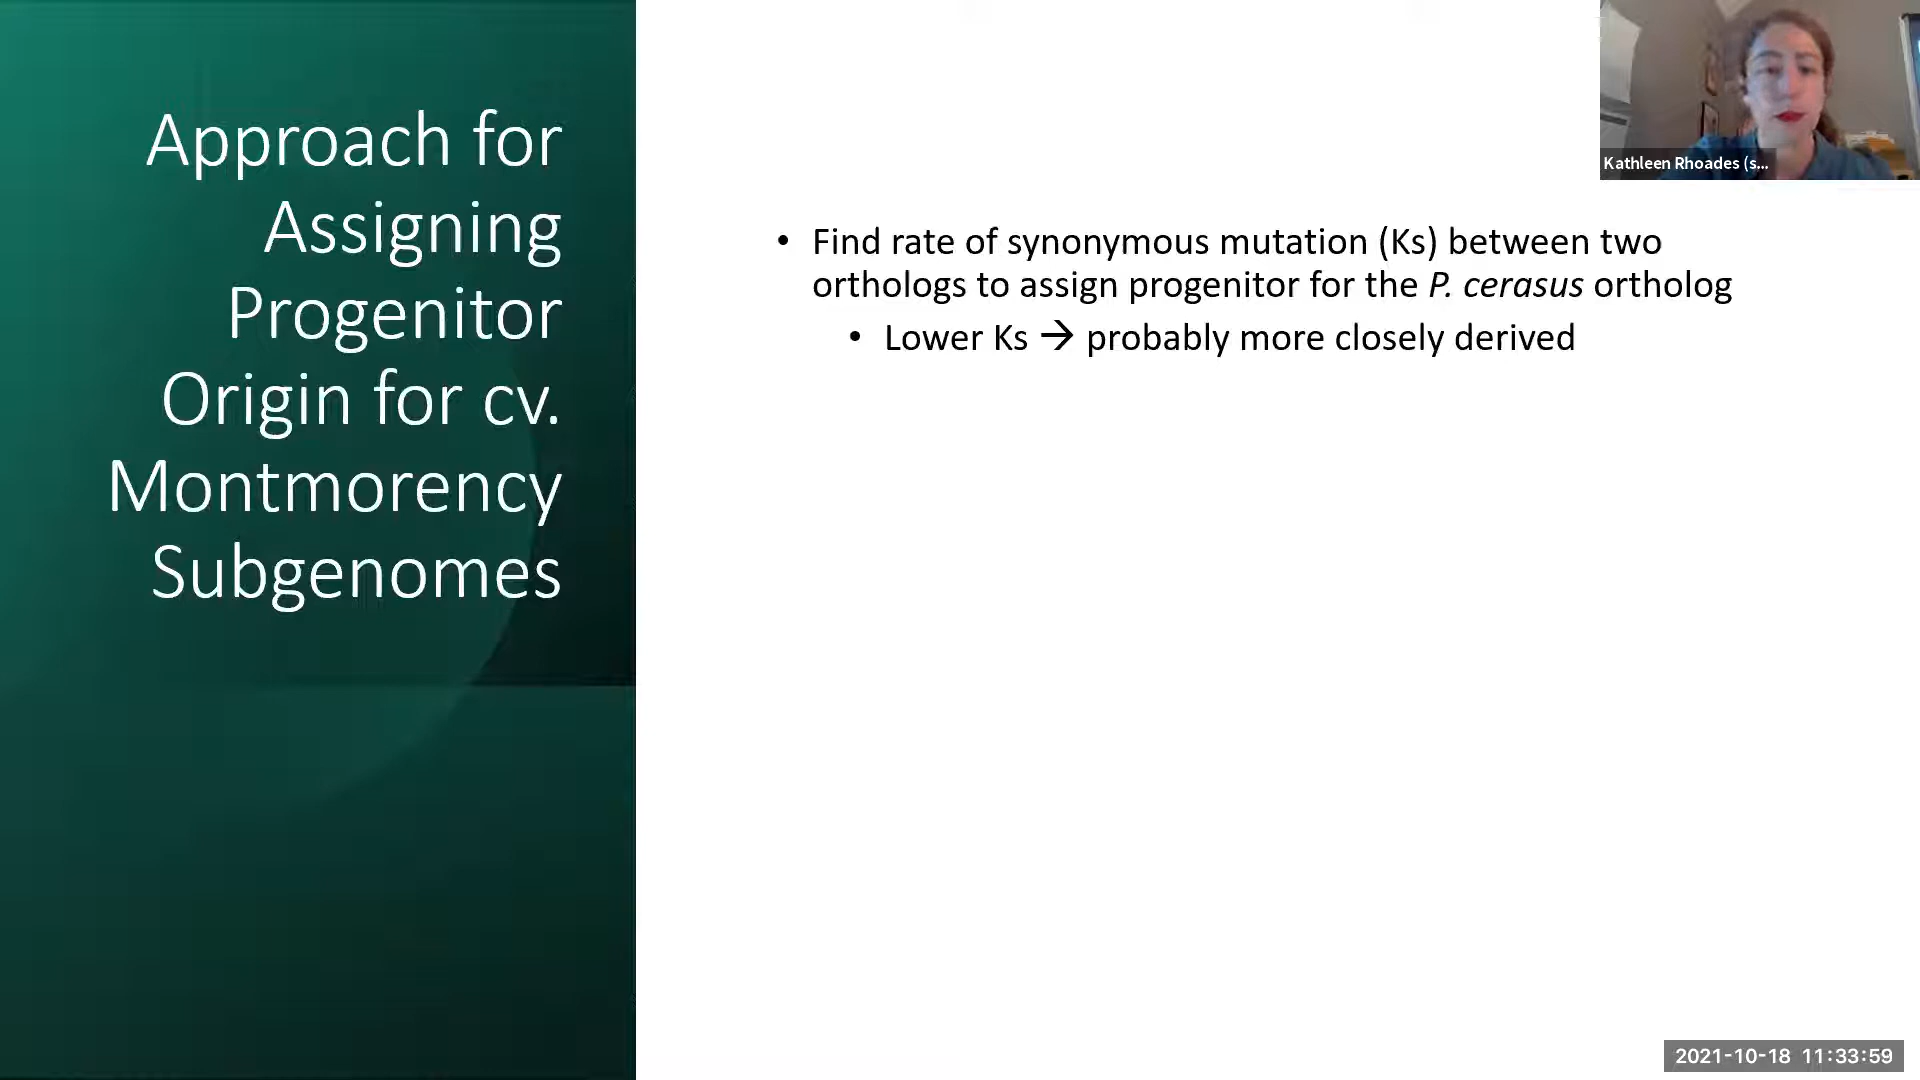 Approach for
Assigning
Progenitor
Origin for cv.
Montmorency
Subgenomes
• Find rate of synonymous mutation (Ks) between two
orthologs to assign progenitor for the P. cerasus ortholog
• Lower Ks → probably more closely derived
Kathleen Rhoades (s...
2021-10-18 11:33:59